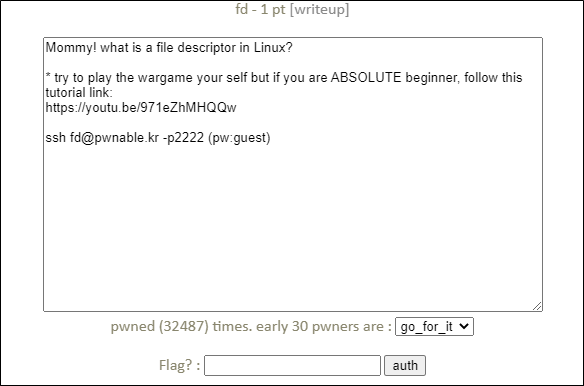 fd - 1 pt [writeup]
Mommy! what is a file descriptor in Linux?
* try to play the wargame your self but if you are ABSOLUTE beginner, follow this
tutorial link:
https://youtu.be/971eZhMHQQw
ssh fd@pwnable.kr -p2222 (pw:guest)
pwned (32487) times. early 30 pwners are : go_for_it
Flag? : auth